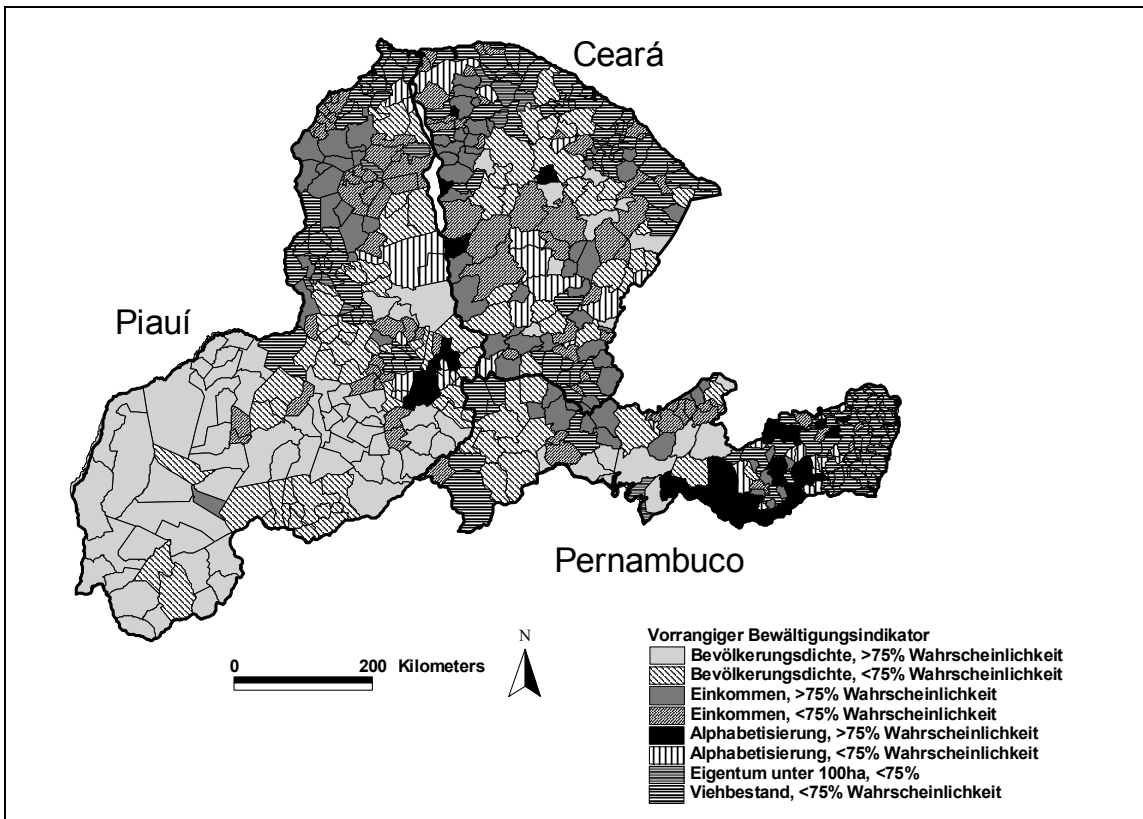 Ceará
Piauí
Pernambuco
N
0 200 Kilometers
Vorrangiger Bewältigungsindikator
Bevölkerungsdichte, >75% Wahrscheinlichkeit
Bevölkerungsdichte, <75% Wahrscheinlichkeit
Einkommen, >75% Wahrscheinlichkeit
Einkommen, <75% Wahrscheinlichkeit
Alphabetisierung, >75% Wahrscheinlichkeit
Alphabetisierung, <75% Wahrscheinlichkeit
Eigentum unter 100ha, <75%
Viehbestand, <75% Wahrscheinlichkeit